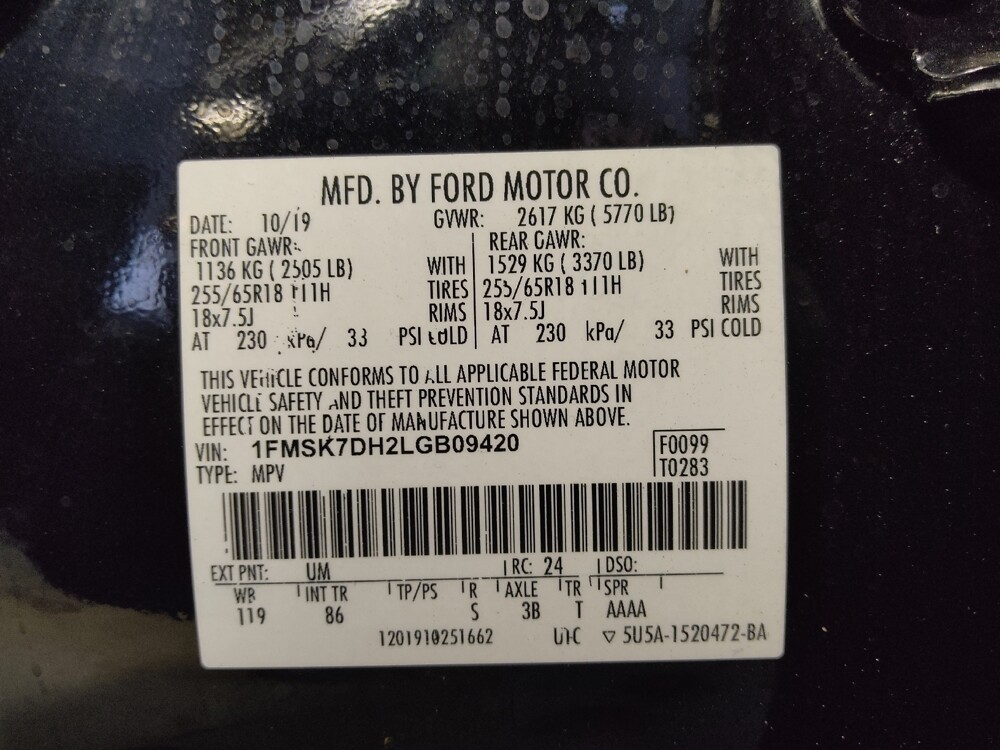 MFD. BY FORD MOTOR CO.
DATE: 10/19 GVWR: 2617 KG ( 5770 LB)
FRONT GAWR: REAR GAWR:
1136 KG ( 2505 LB) WITH 1529 KG ( 3370 LB) WITH
255/65R18 111H TIRES 255/65R18 111H TIRES
18x7.5J RIMS 18x7.5J RIMS
AT 230 kPa/ 33 PSI COLD AT 230 kPa/ 33 PSI COLD
THIS VEHICLE CONFORMS TO ALL APPLICABLE FEDERAL MOTOR
VEHICLE SAFETY AND THEFT PREVENTION STANDARDS IN
EFFECT ON THE DATE OF MANUFACTURE SHOWN ABOVE.
VIN: 1FMSK7DH2LGB09420 F0099
TYPE: MPV T0283
EXT PNT: UM RC: 24 DSO:
WB INT TR TP/PS R AXLE TR SPR
119 86 S 3B T AAAA
1201910251662 UTC ▽ 5U5A-1520472-BA